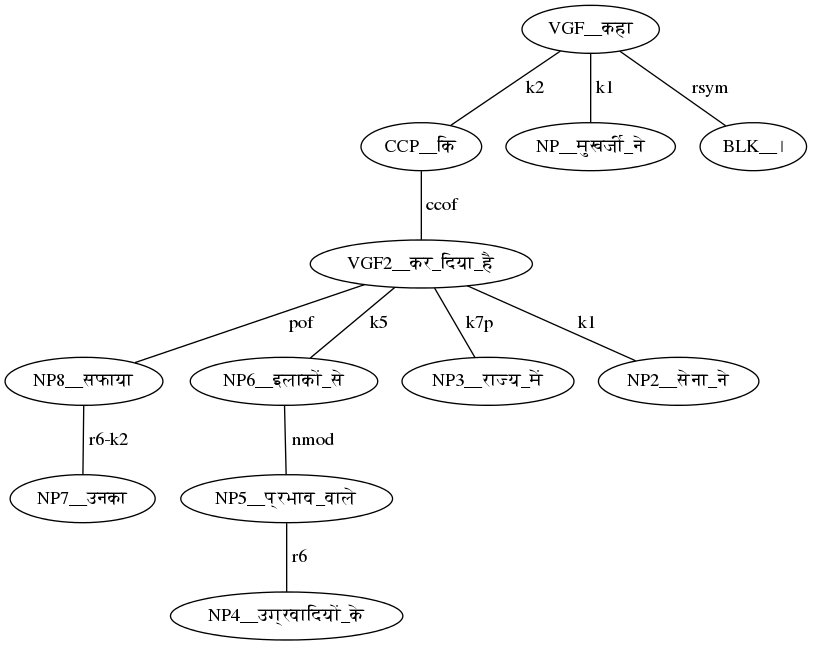 VGF__कहा
k2 k1 rsym
CCP__कि NP__मुखर्जी_ने BLK__।
ccof
VGF2__कर_दिया_है
pof k5 k7p k1
NP8__सफाया NP6__इलाकों_से NP3__राज्य_में NP2__सेना_ने
r6-k2 nmod
NP7__उनका NP5__प्रभाव_वाले
r6
NP4__उग्रवादियों_के